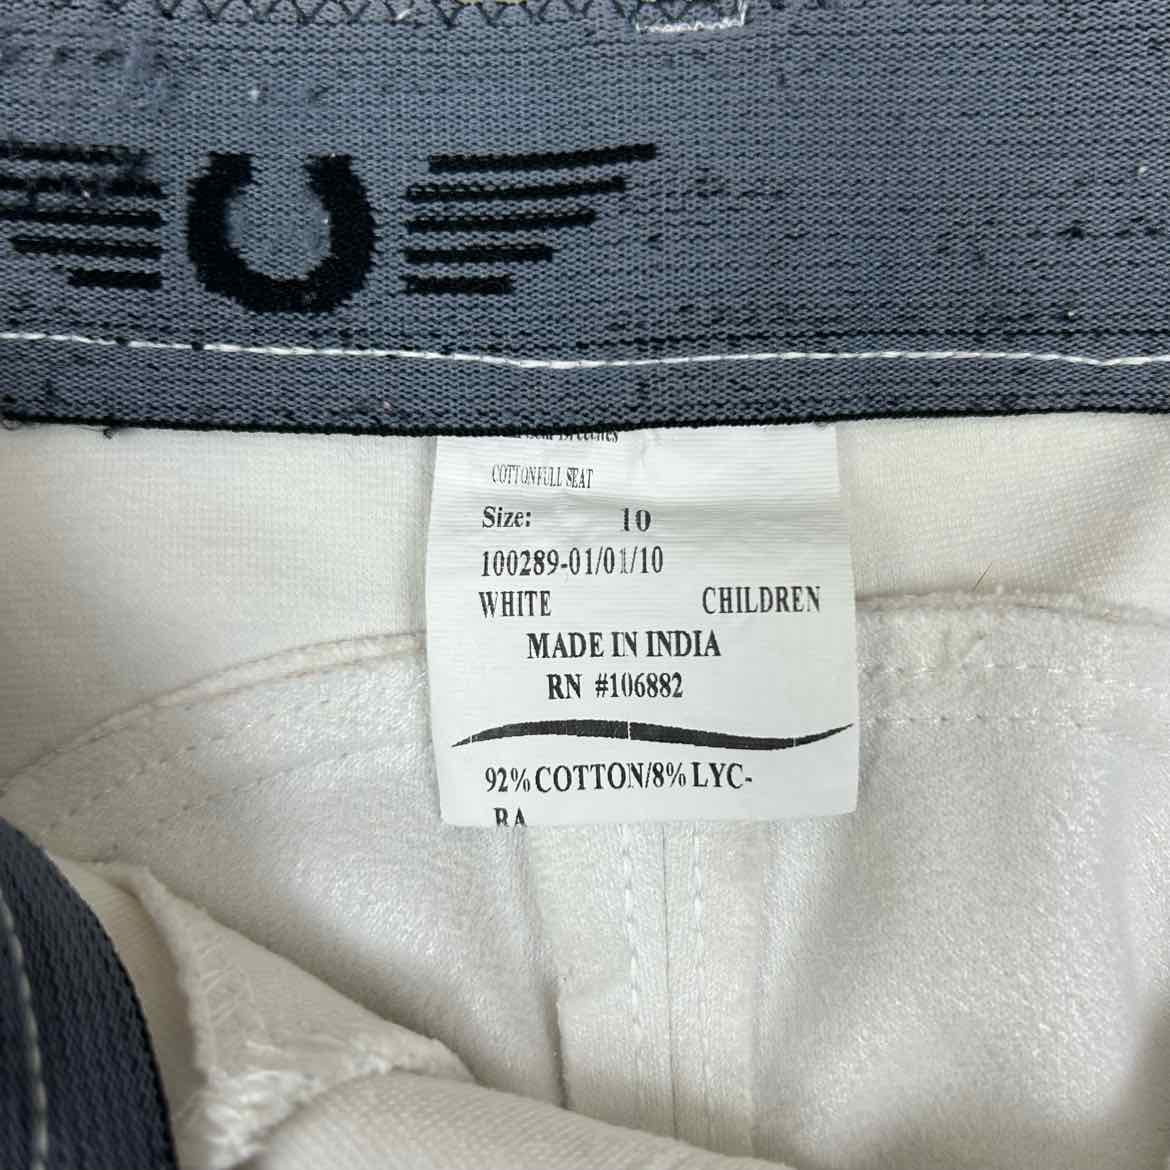 Breeches
COTTON FULL SEAT
Size: 10
100289-01/01/10
WHITE CHILDREN
MADE IN INDIA
RN #106882
92% COTTON/8% LYC-
RA